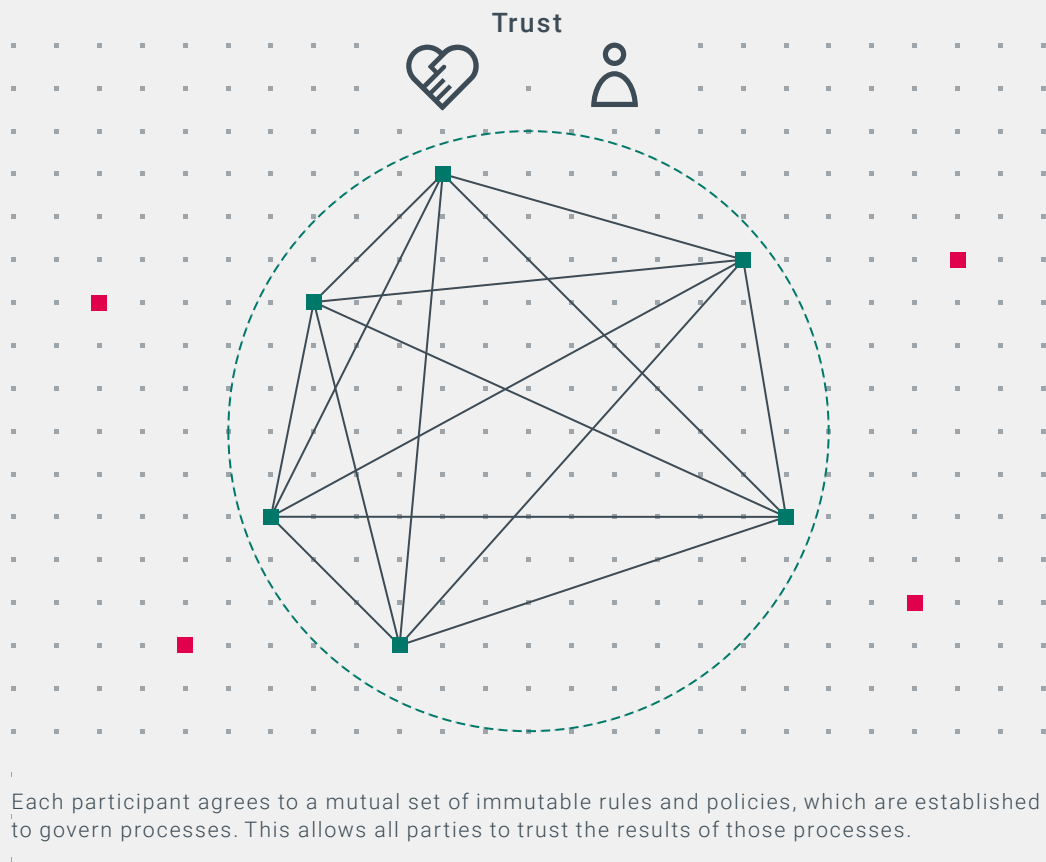 Trust
Each participant agrees to a mutual set of immutable rules and policies, which are established
to govern processes. This allows all parties to trust the results of those processes.